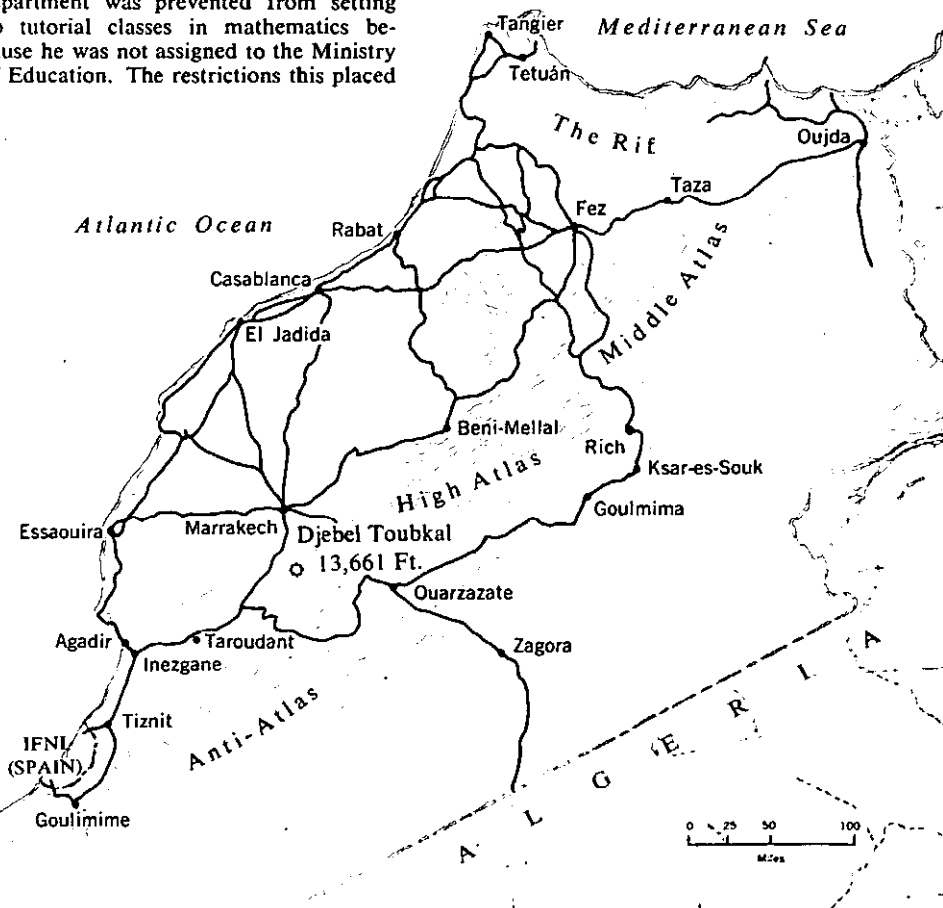 partment was prevented from setting
tutorial classes in mathematics be-
use he was not assigned to the Ministry
Education. The restrictions this placed
Tangier
Mediterranean Sea
Tetuán
The Rif
Oujda
Taza
Fez
Atlantic Ocean
Rabat
Middle Atlas
Casablanca
El Jadida
Beni-Mellal
Rich
High Atlas
Ksar-es-Souk
Goulmima
Essaouira
Marrakech
Djebel Toubkal
13,661 Ft.
Ouarzazate
Agadir
Taroudant
Inezgane
Zagora
Anti-Atlas
Tiznit
IFNI
(SPAIN)
Goulimime
ALGERIA
0 25 50 100
Miles